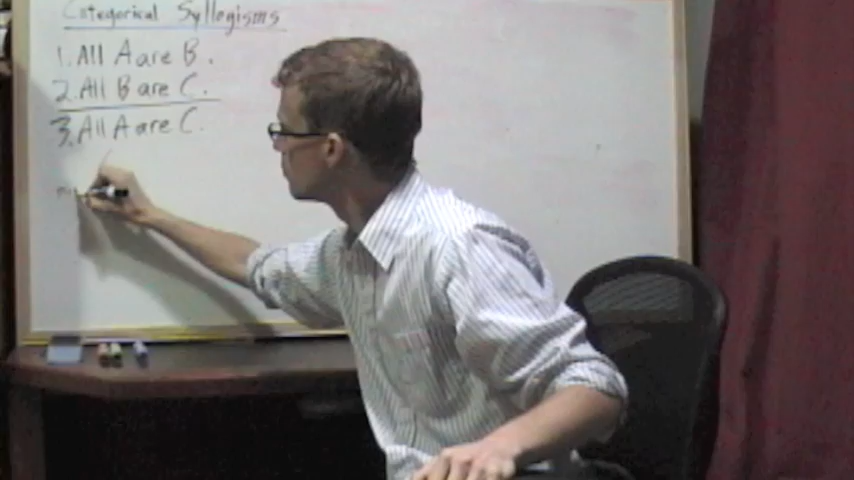 Categorical Syllogisms
1. All A are B.
2. All B are C.
3. All A are C.